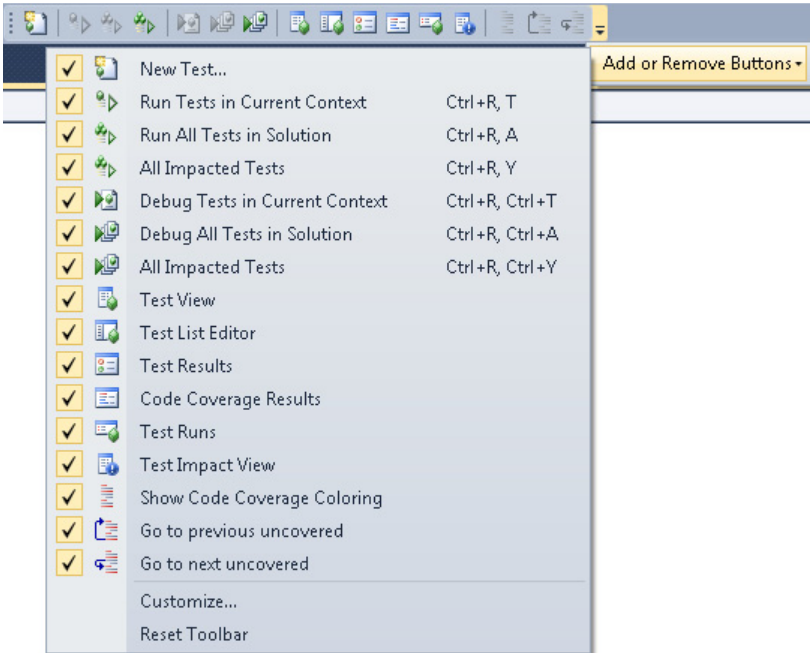 Add or Remove Buttons
New Test...
Run Tests in Current Context Ctrl+R, T
Run All Tests in Solution Ctrl+R, A
All Impacted Tests Ctrl+R, Y
Debug Tests in Current Context Ctrl+R, Ctrl+T
Debug All Tests in Solution Ctrl+R, Ctrl+A
All Impacted Tests Ctrl+R, Ctrl+Y
Test View
Test List Editor
Test Results
Code Coverage Results
Test Runs
Test Impact View
Show Code Coverage Coloring
Go to previous uncovered
Go to next uncovered
Customize...
Reset Toolbar